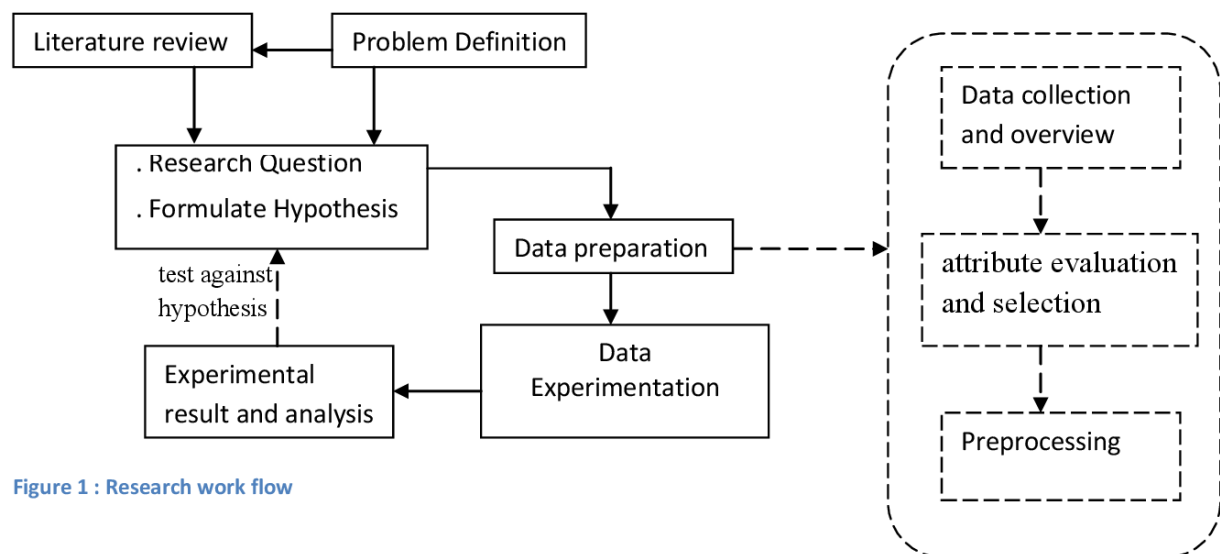 Literature review
Problem Definition
. Research Question
. Formulate Hypothesis
Data preparation
test against
hypothesis
Data
Experimentation
Experimental
result and analysis
Data collection
and overview
attribute evaluation
and selection
Preprocessing
Figure 1 : Research work flow